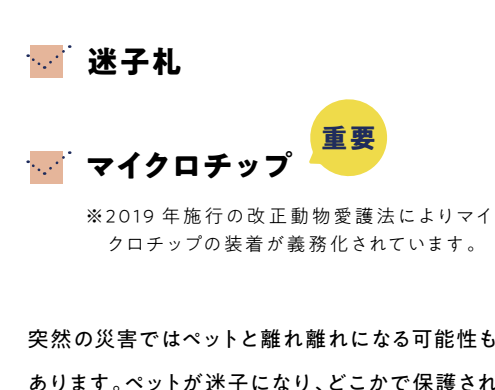 迷子札
重要
マイクロチップ
※2019年施行の改正動物愛護法によりマイ
クロチップの装着が義務化されています。
突然の災害ではペットと離れ離れになる可能性も
あります。ペットが迷子になり、どこかで保護され